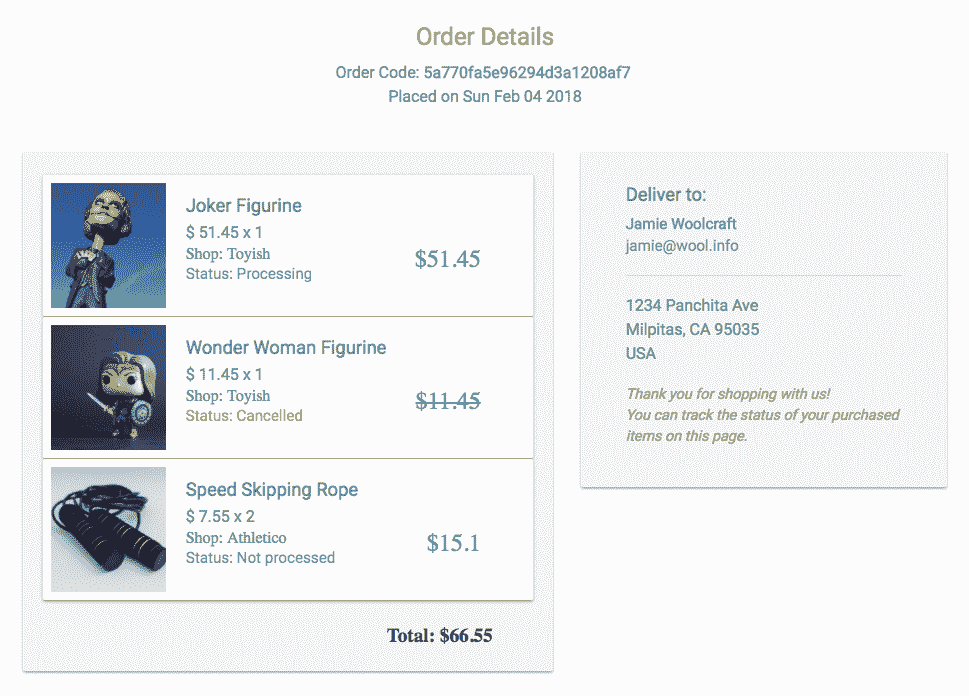 Order Details
Order Code: 5a770fa5e96294d3a1208af7
Placed on Sun Feb 04 2018
Joker Figurine
$ 51.45 x 1
Shop: Toyish
Status: Processing
$51.45
Wonder Woman Figurine
$ 11.45 x 1
Shop: Toyish
Status: Cancelled
$11.45
Speed Skipping Rope
$ 7.55 x 2
Shop: Athletico
Status: Not processed
$15.1
Total: $66.55
Deliver to:
Jamie Woolcraft
jamie@wool.info
1234 Panchita Ave
Milpitas, CA 95035
USA
Thank you for shopping with us!
You can track the status of your purchased
items on this page.